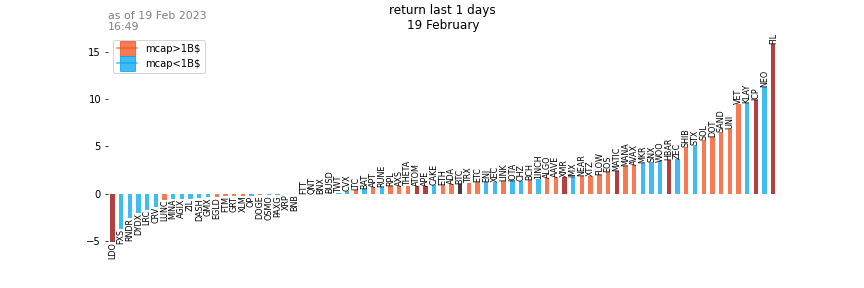 as of 19 Feb 2023
16:49
return last 1 days
19 February
mcap>1B$
mcap<1B$
15
10
5
0
−5
LDO
FXS
RNDR
DYDX
LRC
CRV
LUNC
MINA
AGIX
ZIL
DASH
GMX
EGLD
FTM
GRT
XLM
OP
DOGE
OSMO
PAXG
XRP
BNB
FTT
QNT
BNX
BUSD
TWT
CVX
LTC
BAT
APT
RUNE
RPL
AXS
THETA
ATOM
APE
CAKE
ETH
ADA
BTC
TRX
ETC
ENJ
XEC
LINK
IOTA
CHZ
BCH
1INCH
ALGO
AAVE
XMR
IMX
NEAR
XTZ
FLOW
EOS
MATIC
MANA
AVAX
MKR
SNX
WOO
HBAR
ZEC
SHIB
STX
SOL
DOT
SAND
UNI
VET
KLAY
ICP
NEO
FIL